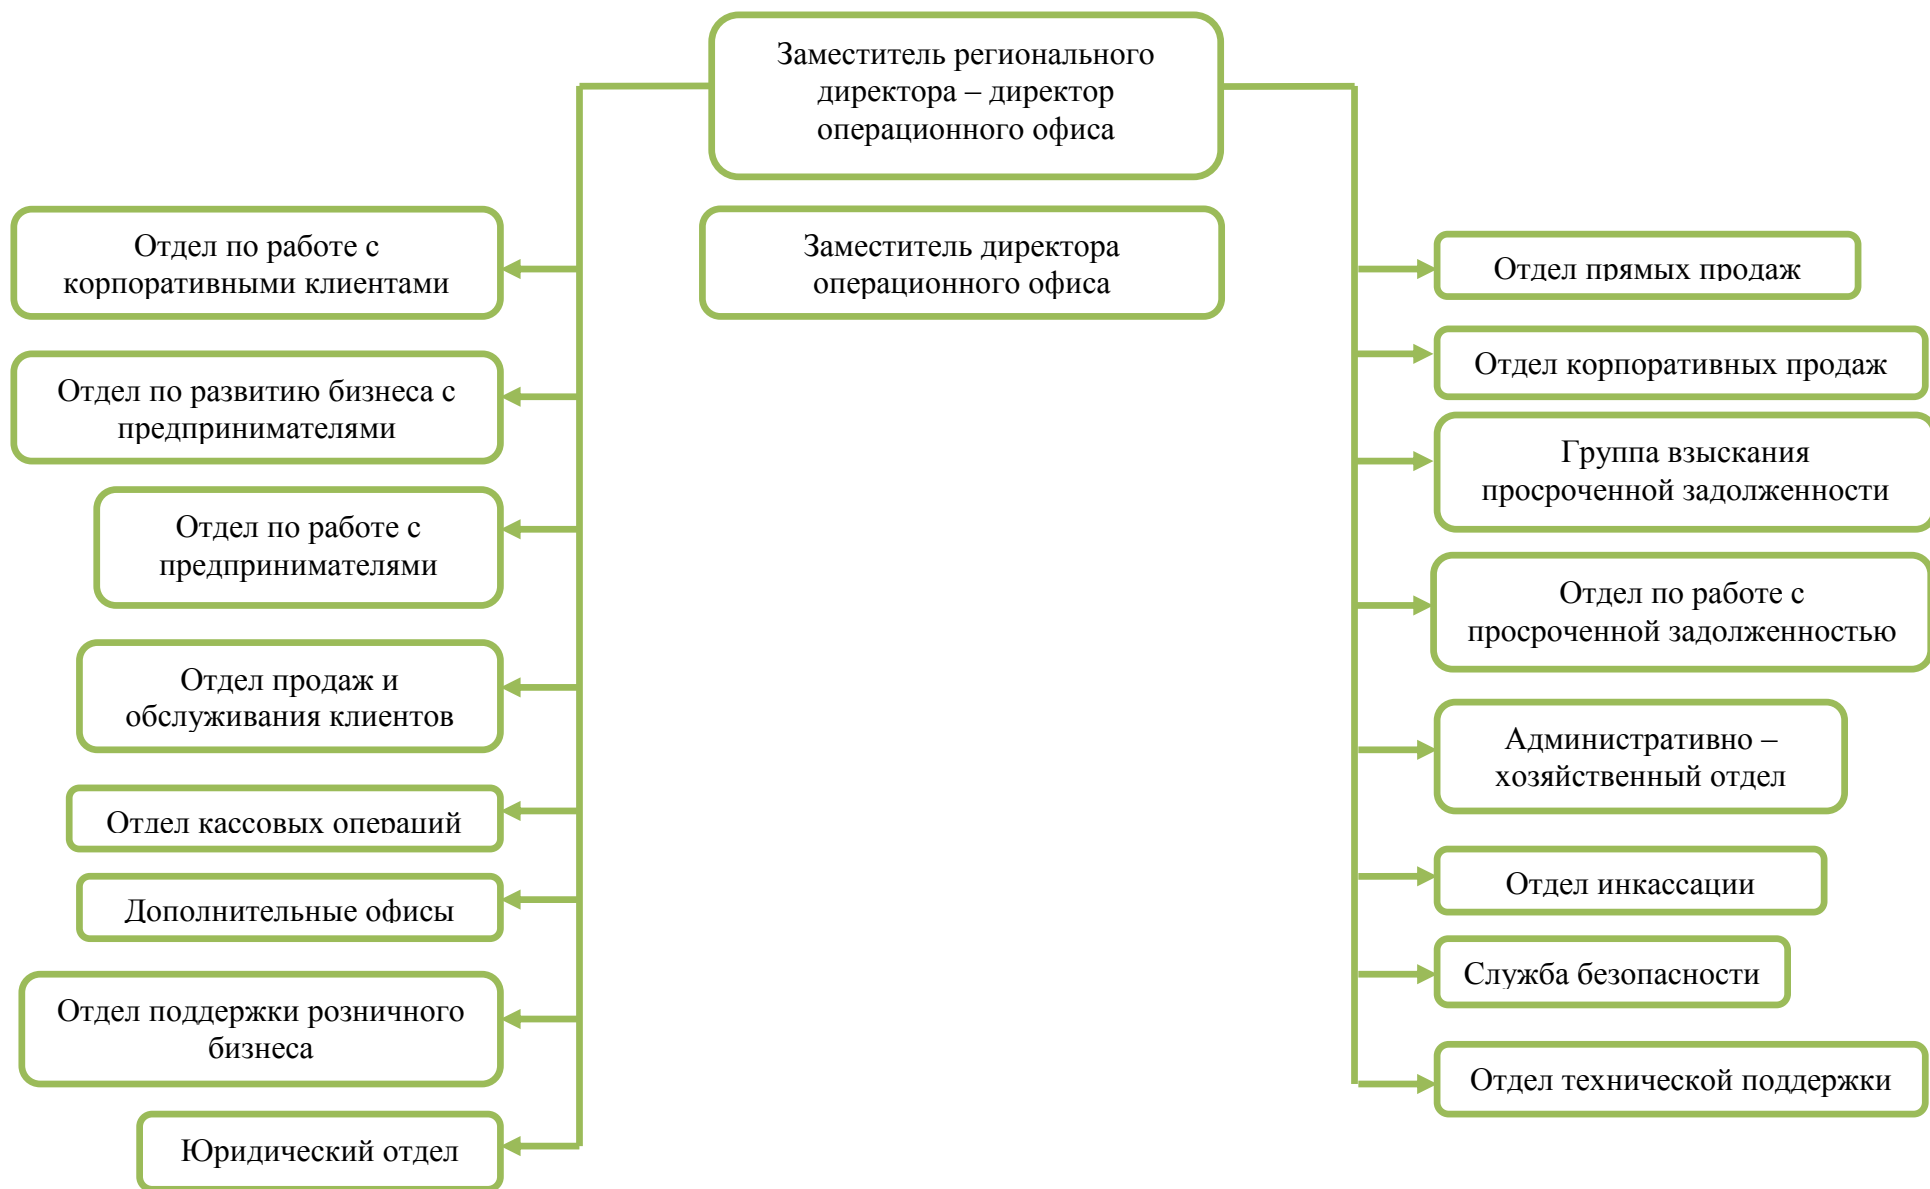 Заместитель регионального
директора – директор
операционного офиса
Заместитель директора
операционного офиса
Отдел по работе с
корпоративными клиентами
Отдел по развитию бизнеса с
предпринимателями
Отдел по работе с
предпринимателями
Отдел продаж и
обслуживания клиентов
Отдел кассовых операций
Дополнительные офисы
Отдел поддержки розничного
бизнеса
Юридический отдел
Отдел прямых продаж
Отдел корпоративных продаж
Группа взыскания
просроченной задолженности
Отдел по работе с
просроченной задолженностью
Административно –
хозяйственный отдел
Отдел инкассации
Служба безопасности
Отдел технической поддержки